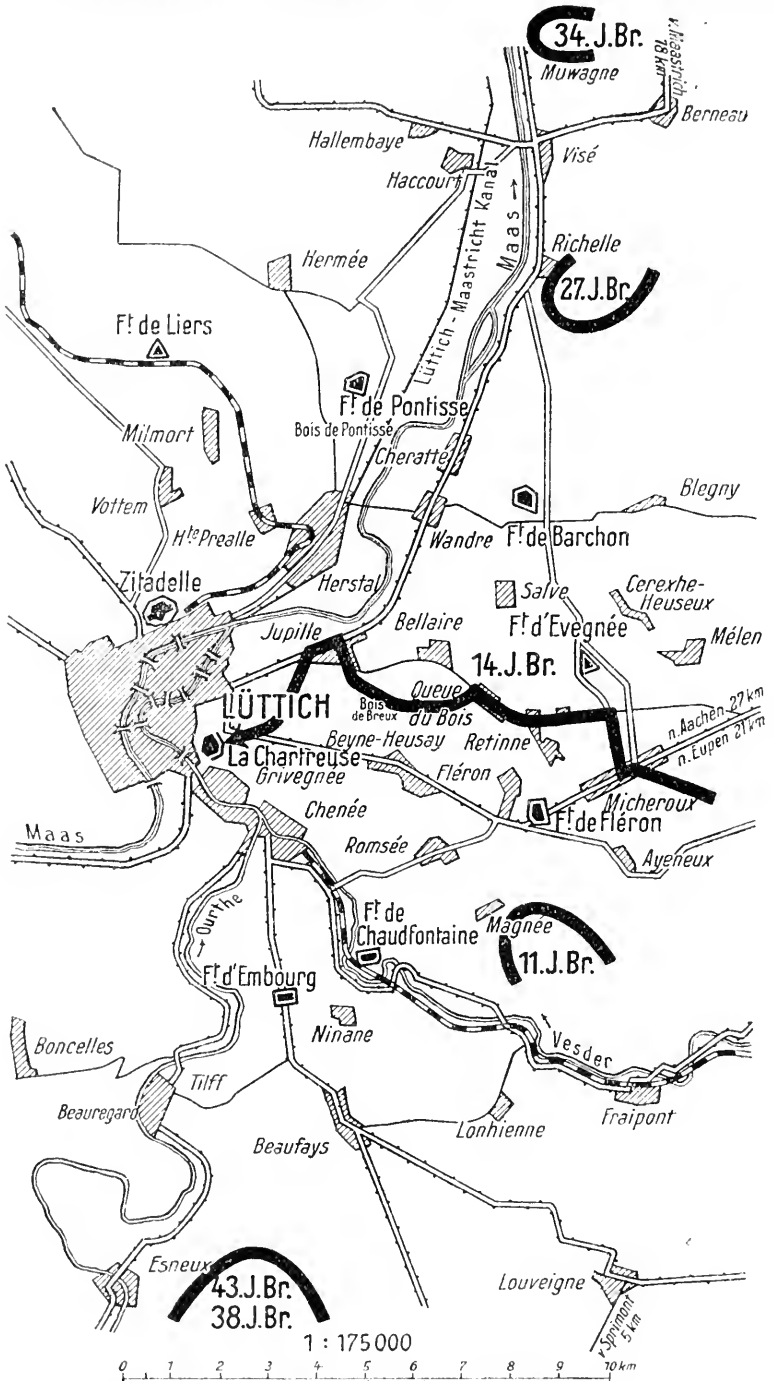 34. J. Br.
Muwagne
v. Maastrich
18 km
Berneau
Hallembaye
Haccourt
Visé
Lüttich-Maastricht Kanal
Maas
Richelle
27. J. Br.
Hermée
Ft. de Liers
Ft. de Pontisse
Bois de Pontisse
Milmort
Cheratte
Vottem
Hte Prealle
Wandre
Ft. de Barchon
Blegny
Zitadelle
Herstal
Salve
Cerexhe-
Heuseux
Jupille
Bellaire
Ft. d'Evegnée
Mélen
14. J. Br.
LÜTTICH
Bois
de Breux
Queue
du Bois
n. Aachen 27 km
n. Eupen 21 km
La Chartreuse
Beyne-Heusay
Retinne
Grivegnée
Fléron
Micheroux
Chenée
Ft. de Fléron
Maas
Romsée
Ayeneux
Ourthe
Ft. de
Chaudfontaine
Magnée
11. J. Br.
Ft. d'Embourg
Ninane
Vesder
Boncelles
Tilff
Beauregard
Lonhienne
Fraipont
Beaufays
Esneux
43. J. Br.
38. J. Br.
Louveigne
v Sprimont
5 km
1 : 175000
0 1 2 3 4 5 6 7 8 9 10 km